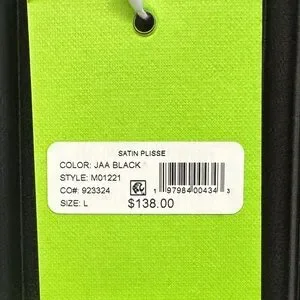 SATIN PLISSE
COLOR: JAA BLACK
STYLE: M01221
CO#: 923324
SIZE: L
$138.00
1 97984 00434 3